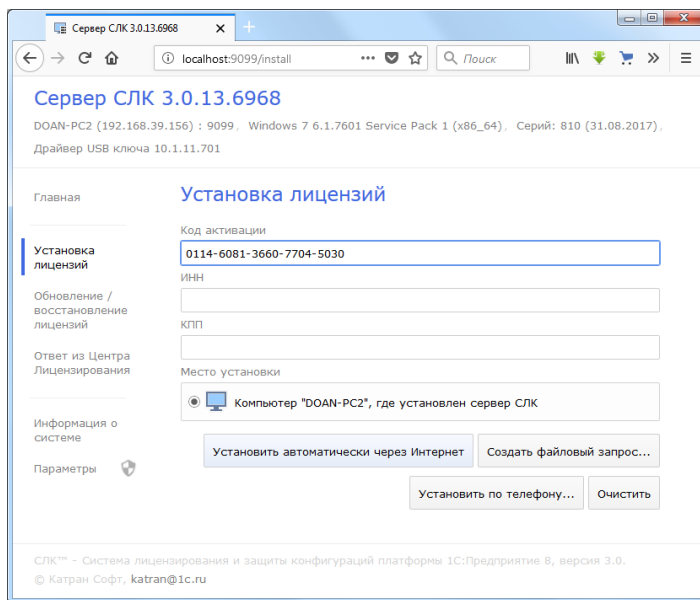 Сервер СЛК 3.0.13.6968
localhost:9099/install
Поиск
Сервер СЛК 3.0.13.6968
DOAN-PC2 (192.168.39.156) : 9099, Windows 7 6.1.7601 Service Pack 1 (x86_64), Серий: 810 (31.08.2017),
Драйвер USB ключа 10.1.11.701
Главная
Установка
лицензий
Обновление /
восстановление
лицензий
Ответ из Центра
Лицензирования
Информация о
системе
Параметры
Установка лицензий
Код активации
0114-6081-3660-7704-5030
ИНН
КПП
Место установки
Компьютер "DOAN-PC2", где установлен сервер СЛК
Установить автоматически через Интернет
Создать файловый запрос...
Установить по телефону...
Очистить
СЛК™ - Система лицензирования и защиты конфигураций платформы 1С:Предприятие 8, версия 3.0.
© Катран Софт, katran@1c.ru